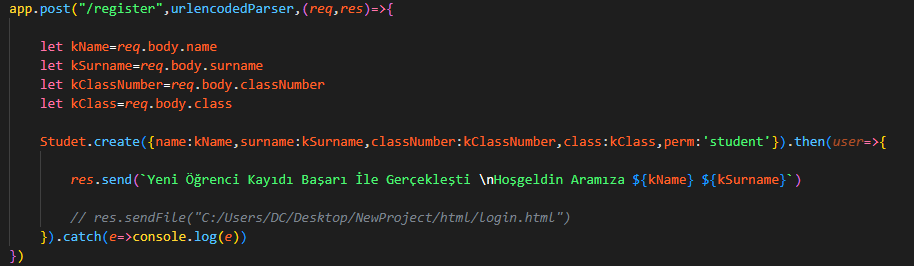 app.post("/register",urlencodedParser,(req,res)=>{
let kName=req.body.name
let kSurname=req.body.surname
let kClassNumber=req.body.classNumber
let kClass=req.body.class
Studet.create({name:kName,surname:kSurname,classNumber:kClassNumber,class:kClass,perm:'student'}).then(user=>{
res.send(`Yeni Öğrenci Kayıdı Başarı İle Gerçekleşti \nHoşgeldin Aramıza ${kName} ${kSurname}`)
// res.sendFile("C:/Users/DC/Desktop/NewProject/html/login.html")
}).catch(e=>console.log(e))
})